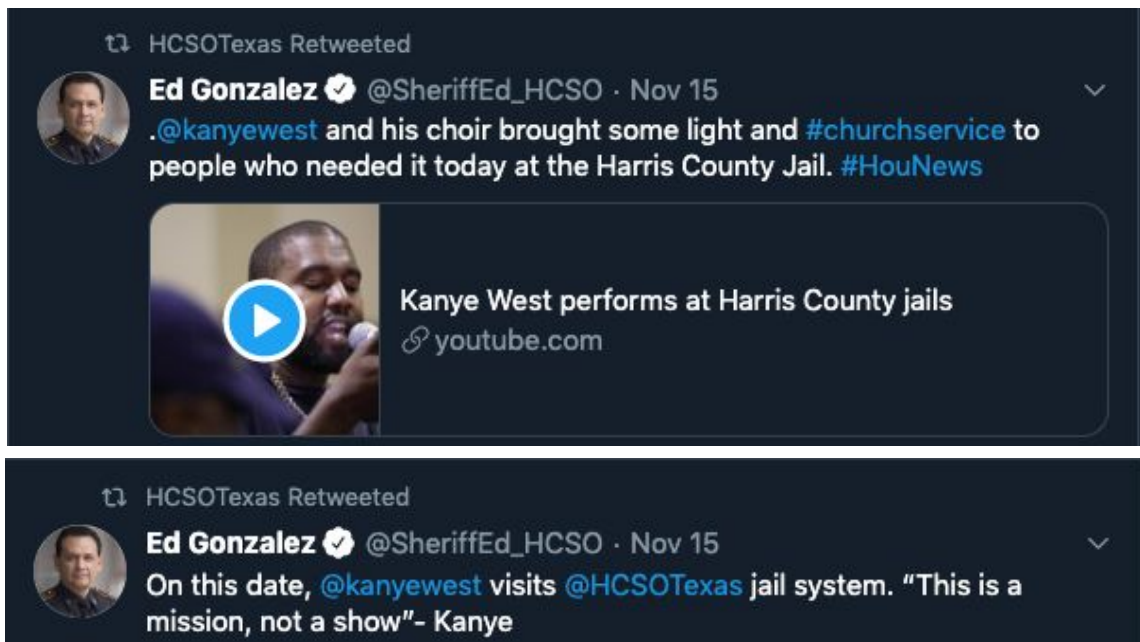 HCSOTexas Retweeted
Ed Gonzalez @SheriffEd_HCSO · Nov 15
.@kanyewest and his choir brought some light and #churchservice to
people who needed it today at the Harris County Jail. #HouNews
Kanye West performs at Harris County jails
youtube.com
HCSOTexas Retweeted
Ed Gonzalez @SheriffEd_HCSO · Nov 15
On this date, @kanyewest visits @HCSOTexas jail system. “This is a
mission, not a show”- Kanye